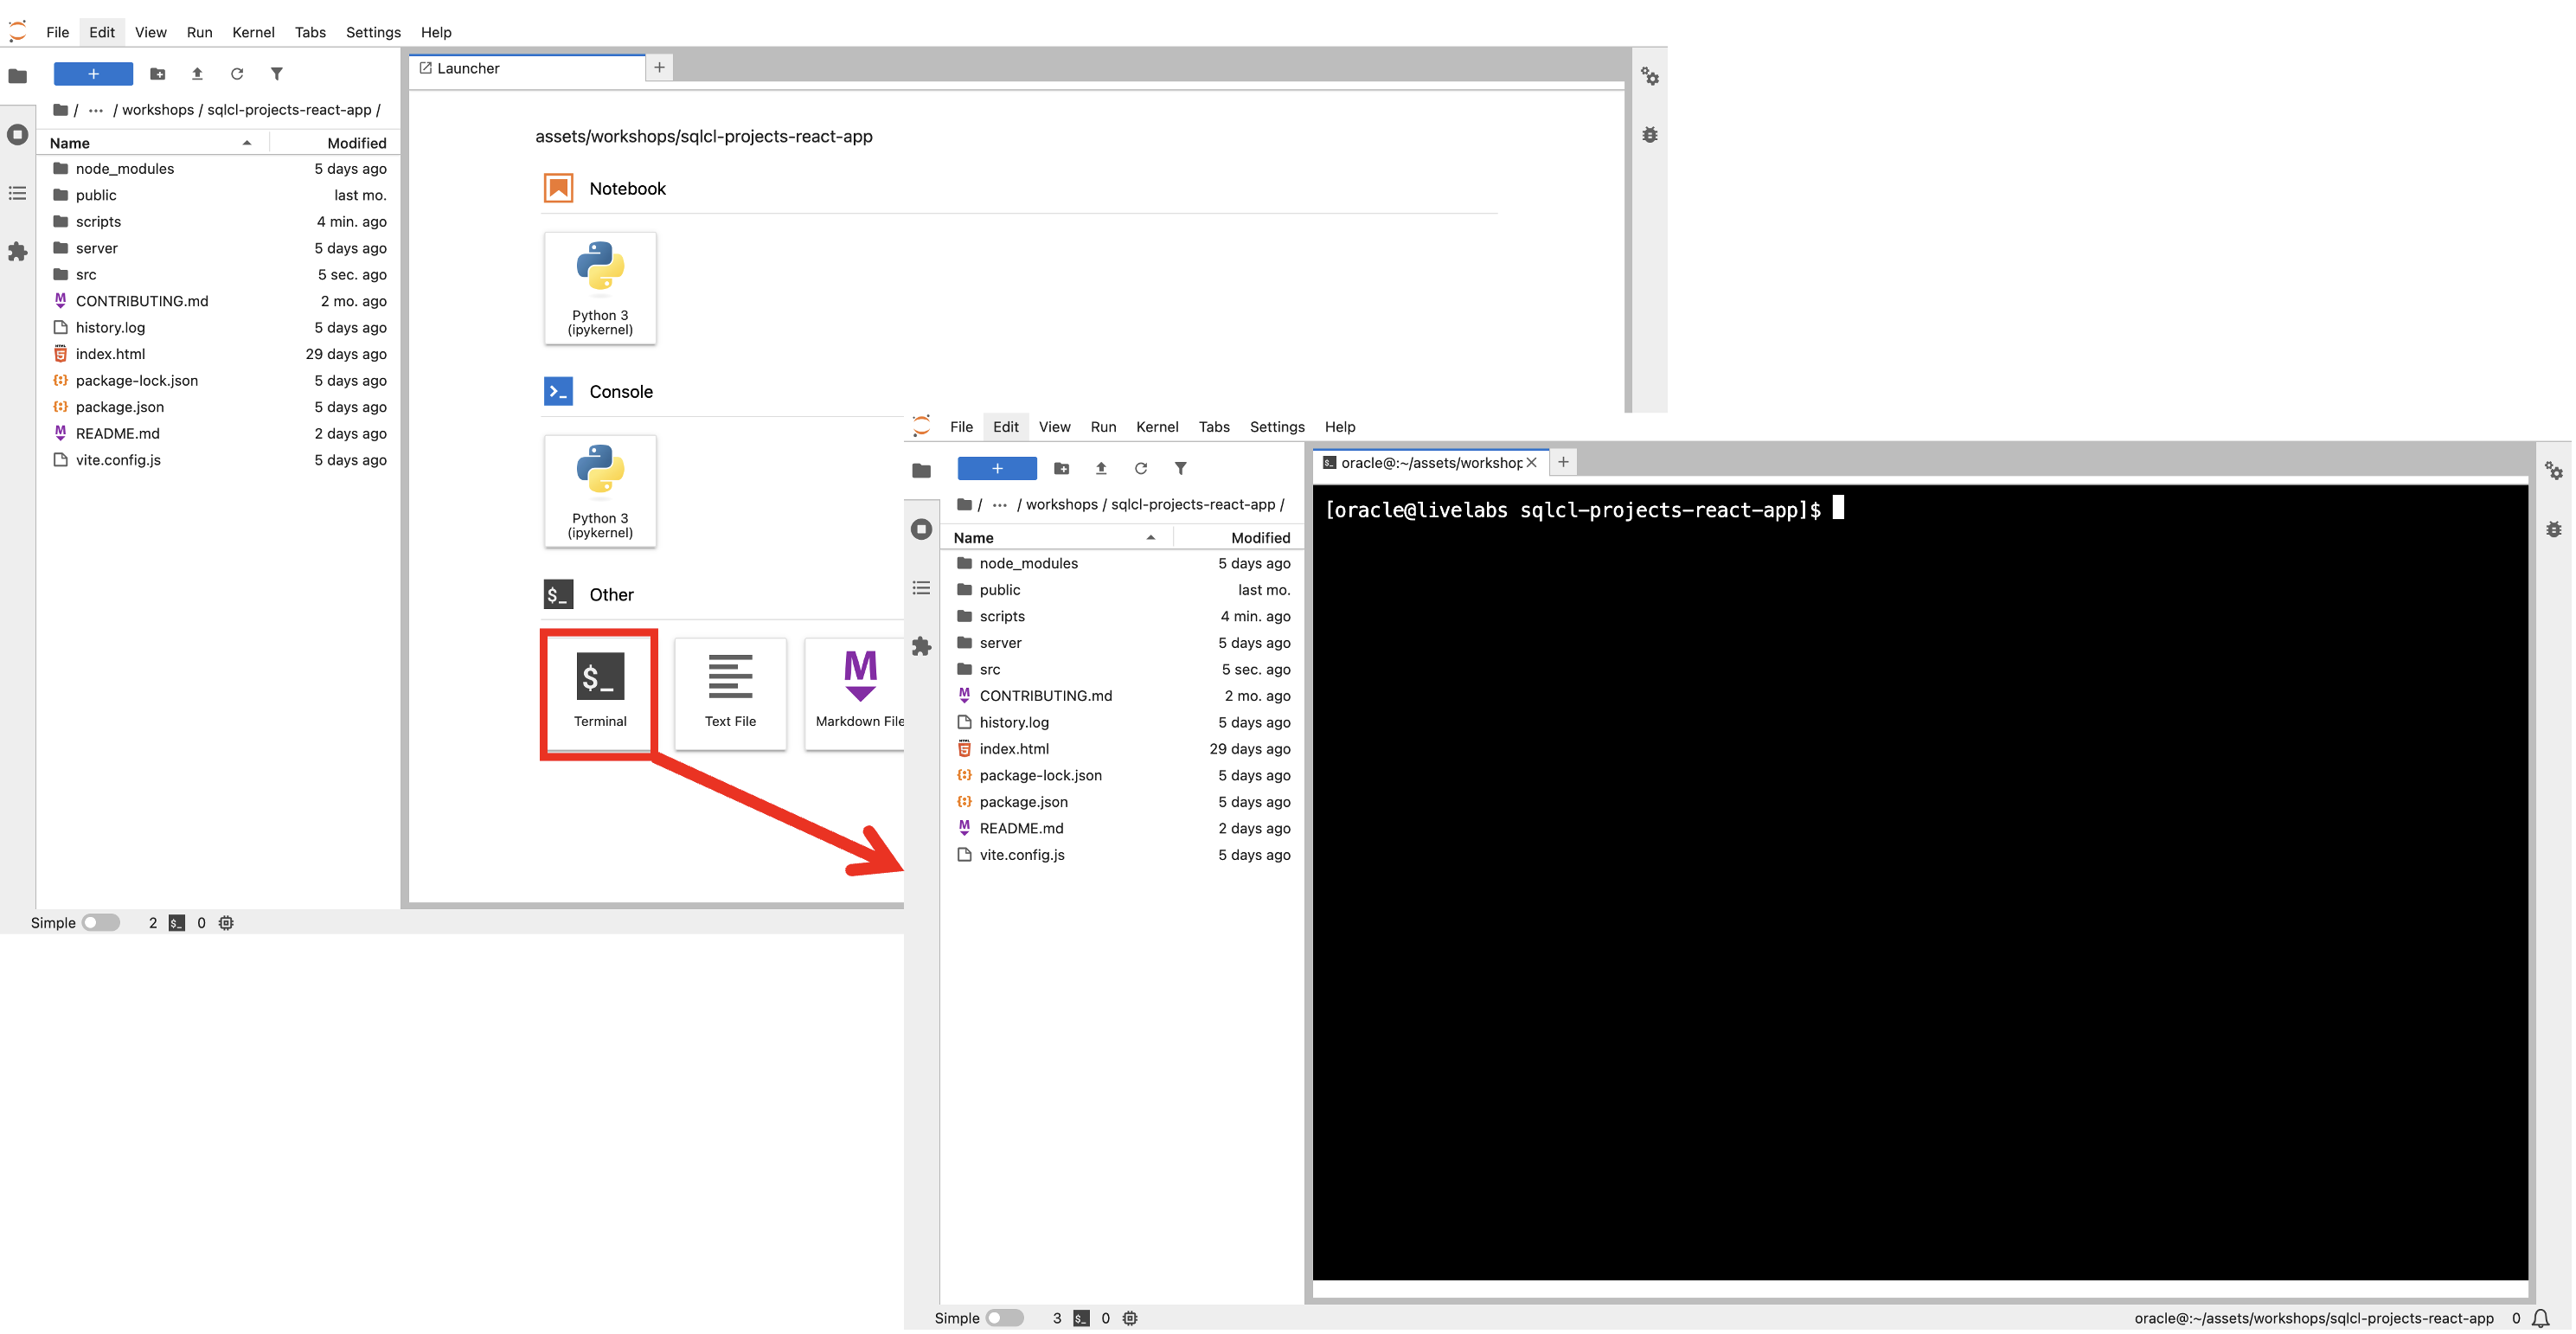 File Edit View Run Kernel Tabs Settings Help
+
/ ··· / workshops / sqlcl-projects-react-app /
Name Modified
node_modules 5 days ago
public last mo.
scripts 4 min. ago
server 5 days ago
src 5 sec. ago
CONTRIBUTING.md 2 mo. ago
history.log 5 days ago
index.html 29 days ago
package-lock.json 5 days ago
package.json 5 days ago
README.md 2 days ago
vite.config.js 5 days ago
Launcher +
assets/workshops/sqlcl-projects-react-app
Notebook
Python 3
(ipykernel)
Console
Python 3
(ipykernel)
$_ Other
$_
Terminal
Text File
M
Markdown File
Simple 2 $_ 0
File Edit View Run Kernel Tabs Settings Help
+
/ ··· / workshops / sqlcl-projects-react-app /
Name Modified
node_modules 5 days ago
public last mo.
scripts 4 min. ago
server 5 days ago
src 5 sec. ago
CONTRIBUTING.md 2 mo. ago
history.log 5 days ago
index.html 29 days ago
package-lock.json 5 days ago
package.json 5 days ago
README.md 2 days ago
vite.config.js 5 days ago
oracle@:~/assets/workshop × +
[oracle@livelabs sqlcl-projects-react-app]$
Simple 3 $_ 0
oracle@:~/assets/workshops/sqlcl-projects-react-app 0